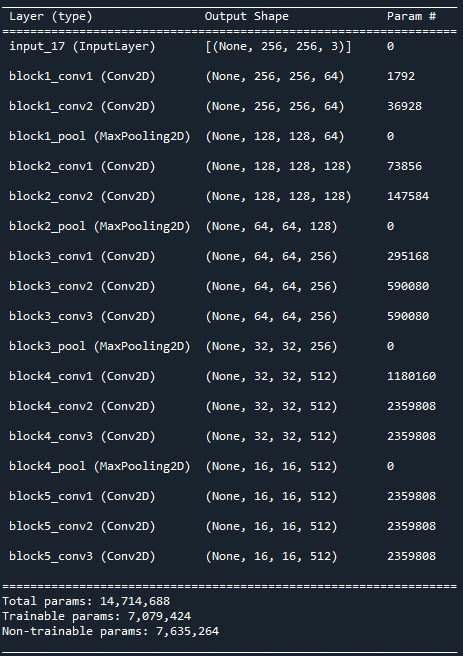 Layer (type) Output Shape Param #
input_17 (InputLayer) [(None, 256, 256, 3)] 0
block1_conv1 (Conv2D) (None, 256, 256, 64) 1792
block1_conv2 (Conv2D) (None, 256, 256, 64) 36928
block1_pool (MaxPooling2D) (None, 128, 128, 64) 0
block2_conv1 (Conv2D) (None, 128, 128, 128) 73856
block2_conv2 (Conv2D) (None, 128, 128, 128) 147584
block2_pool (MaxPooling2D) (None, 64, 64, 128) 0
block3_conv1 (Conv2D) (None, 64, 64, 256) 295168
block3_conv2 (Conv2D) (None, 64, 64, 256) 590080
block3_conv3 (Conv2D) (None, 64, 64, 256) 590080
block3_pool (MaxPooling2D) (None, 32, 32, 256) 0
block4_conv1 (Conv2D) (None, 32, 32, 512) 1180160
block4_conv2 (Conv2D) (None, 32, 32, 512) 2359808
block4_conv3 (Conv2D) (None, 32, 32, 512) 2359808
block4_pool (MaxPooling2D) (None, 16, 16, 512) 0
block5_conv1 (Conv2D) (None, 16, 16, 512) 2359808
block5_conv2 (Conv2D) (None, 16, 16, 512) 2359808
block5_conv3 (Conv2D) (None, 16, 16, 512) 2359808
Total params: 14,714,688
Trainable params: 7,079,424
Non-trainable params: 7,635,264